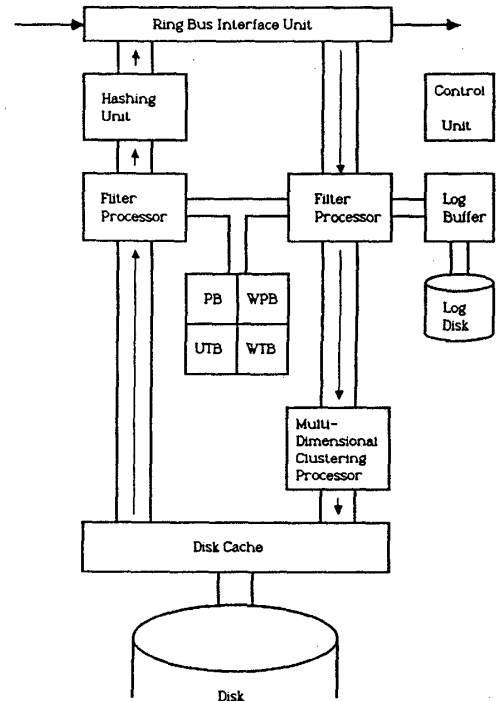 Ring Bus Interface Unit
Hashing
Unit
Control
Unit
Filter
Processor
Filter
Processor
Log
Buffer
PB
WPB
UTB
WTB
Log
Disk
Multi-
Dimensional
Clustering
Processor
Disk Cache
Disk